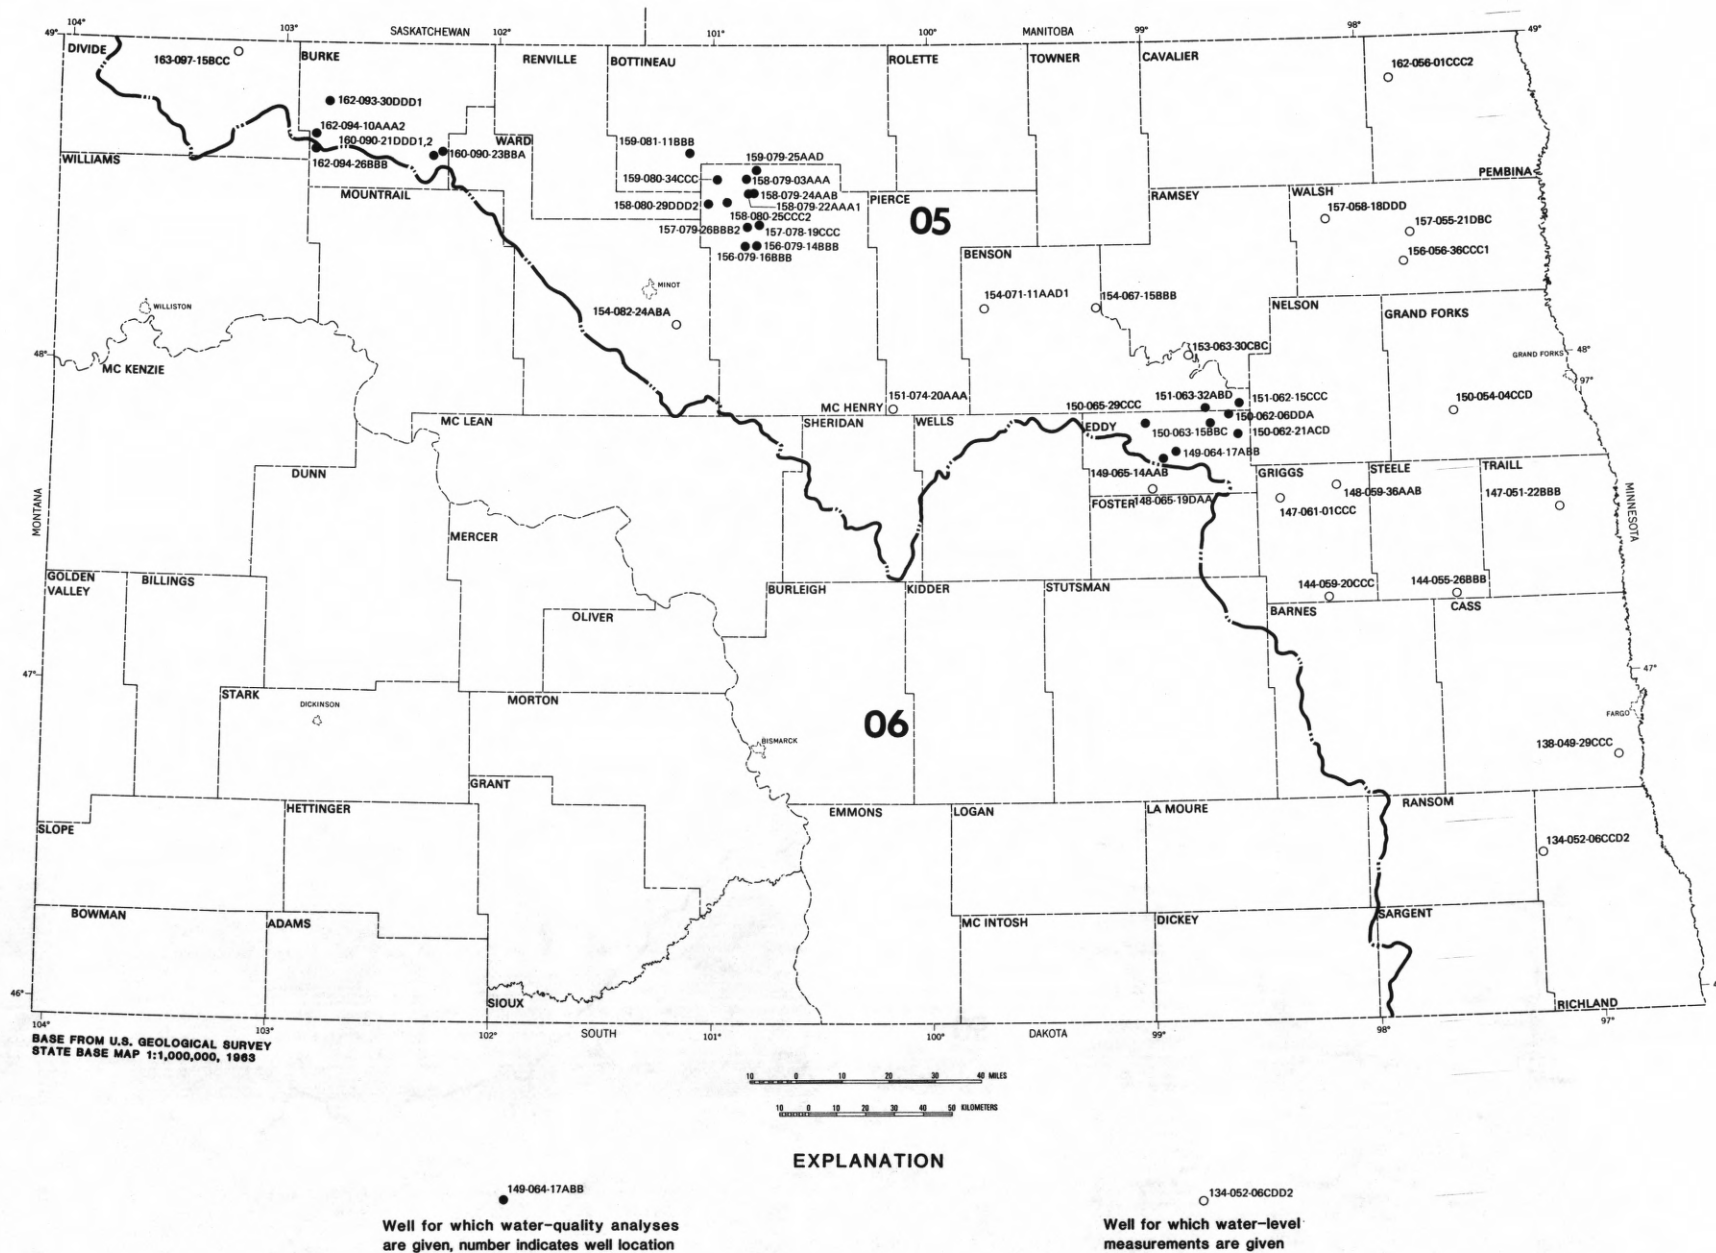 104° 103° SASKATCHEWAN 102° 101° 100° MANITOBA 99° 98°
49° 49°
DIVIDE
163-097-15BCC
BURKE
RENVILLE
BOTTINEAU
ROLETTE
TOWNER
CAVALIER
162-056-01CCC2
162-093-30DDD1
162-094-10AAA2
160-090-21DDD1,2
162-094-26BBB
160-090-23BBA
WARD
159-081-11BBB
159-079-25AAD
WILLIAMS
PEMBINA
MOUNTRAIL
159-080-34CCC
158-079-03AAA
158-079-24AAB
158-079-22AAA1
158-080-29DDD2
158-080-25CCC2
PIERCE
05
RAMSEY
WALSH
157-058-18DDD
157-055-21DBC
157-079-26BBB2
157-078-19CCC
156-079-14BBB
156-079-16BBB
156-056-36CCC1
BENSON
MINOT
WILLISTON
154-082-24ABA
154-071-11AAD1
154-067-15BBB
NELSON
GRAND FORKS
48°
MC KENZIE
153-063-30CBC
GRAND FORKS
48°
97°
151-074-20AAA
MC HENRY
150-065-29CCC
151-063-32ABD
151-062-15CCC
150-062-06DDA
150-054-04CCD
MC LEAN
SHERIDAN
WELLS
EDDY
150-063-15BBC
150-062-21ACD
149-064-17ABB
149-065-14AAB
DUNN
GRIGGS
STEELE
TRAILL
MONTANA
FOSTER
148-065-19DAA
148-059-36AAB
147-061-01CCC
147-051-22BBB
MINNESOTA
MERCER
GOLDEN
VALLEY
BILLINGS
OLIVER
BURLEIGH
KIDDER
STUTSMAN
144-059-20CCC
144-055-26BBB
BARNES
CASS
47°
47°
STARK
DICKINSON
MORTON
06
BISMARCK
FARGO
138-049-29CCC
GRANT
HETTINGER
SLOPE
EMMONS
LOGAN
LA MOURE
RANSOM
134-052-06CCD2
BOWMAN
ADAMS
MC INTOSH
DICKEY
SARGENT
46°
SIOUX
RICHLAND
104° 103° 102° SOUTH 101° 100° DAKOTA 99° 98° 97°
BASE FROM U.S. GEOLOGICAL SURVEY
STATE BASE MAP 1:1,000,000, 1963
10 0 10 20 30 40 MILES
10 0 10 20 30 40 50 KILOMETERS
EXPLANATION
149-064-17ABB
Well for which water-quality analyses
are given, number indicates well location
134-052-06CDD2
Well for which water-level
measurements are given